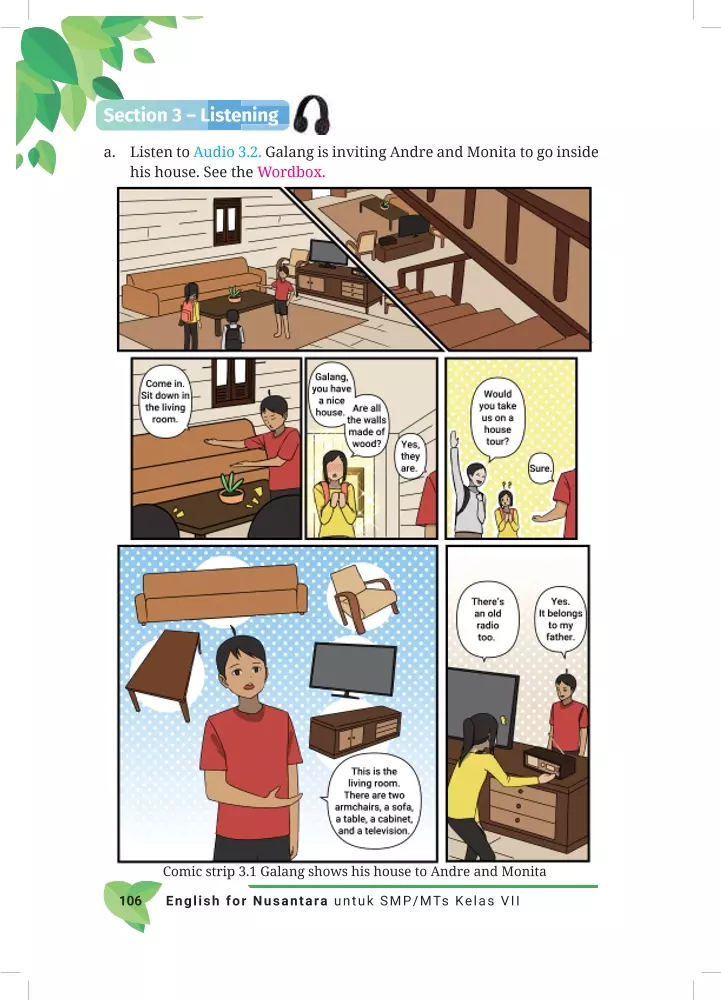 Section 3 – Listening
a. Listen to Audio 3.2. Galang is inviting Andre and Monita to go inside
his house. See the Wordbox.
Come in.
Sit down in
the living
room.
Galang,
you have
a nice
house.
Are all
the walls
made of
wood?
Yes,
they
are.
Would
you take
us on a
house
tour?
? ?
Sure.
This is the
living room.
There are two
armchairs, a sofa,
a table, a cabinet,
and a television.
There's
an old
radio
too.
Yes.
It belongs
to my
father.
Comic strip 3.1 Galang shows his house to Andre and Monita
106 English for Nusantara untuk SMP/MTs Kelas VII